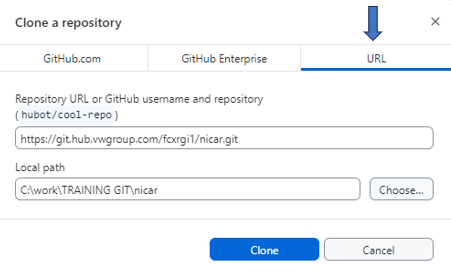 Clone a repository
GitHub.com
GitHub Enterprise
URL
Repository URL or GitHub username and repository
( hubot/cool-repo )
https://git.hub.vwgroup.com/fcxrgi1/nicar.git
Local path
C:\work\TRAINING GIT\nicar
Choose...
Clone
Cancel